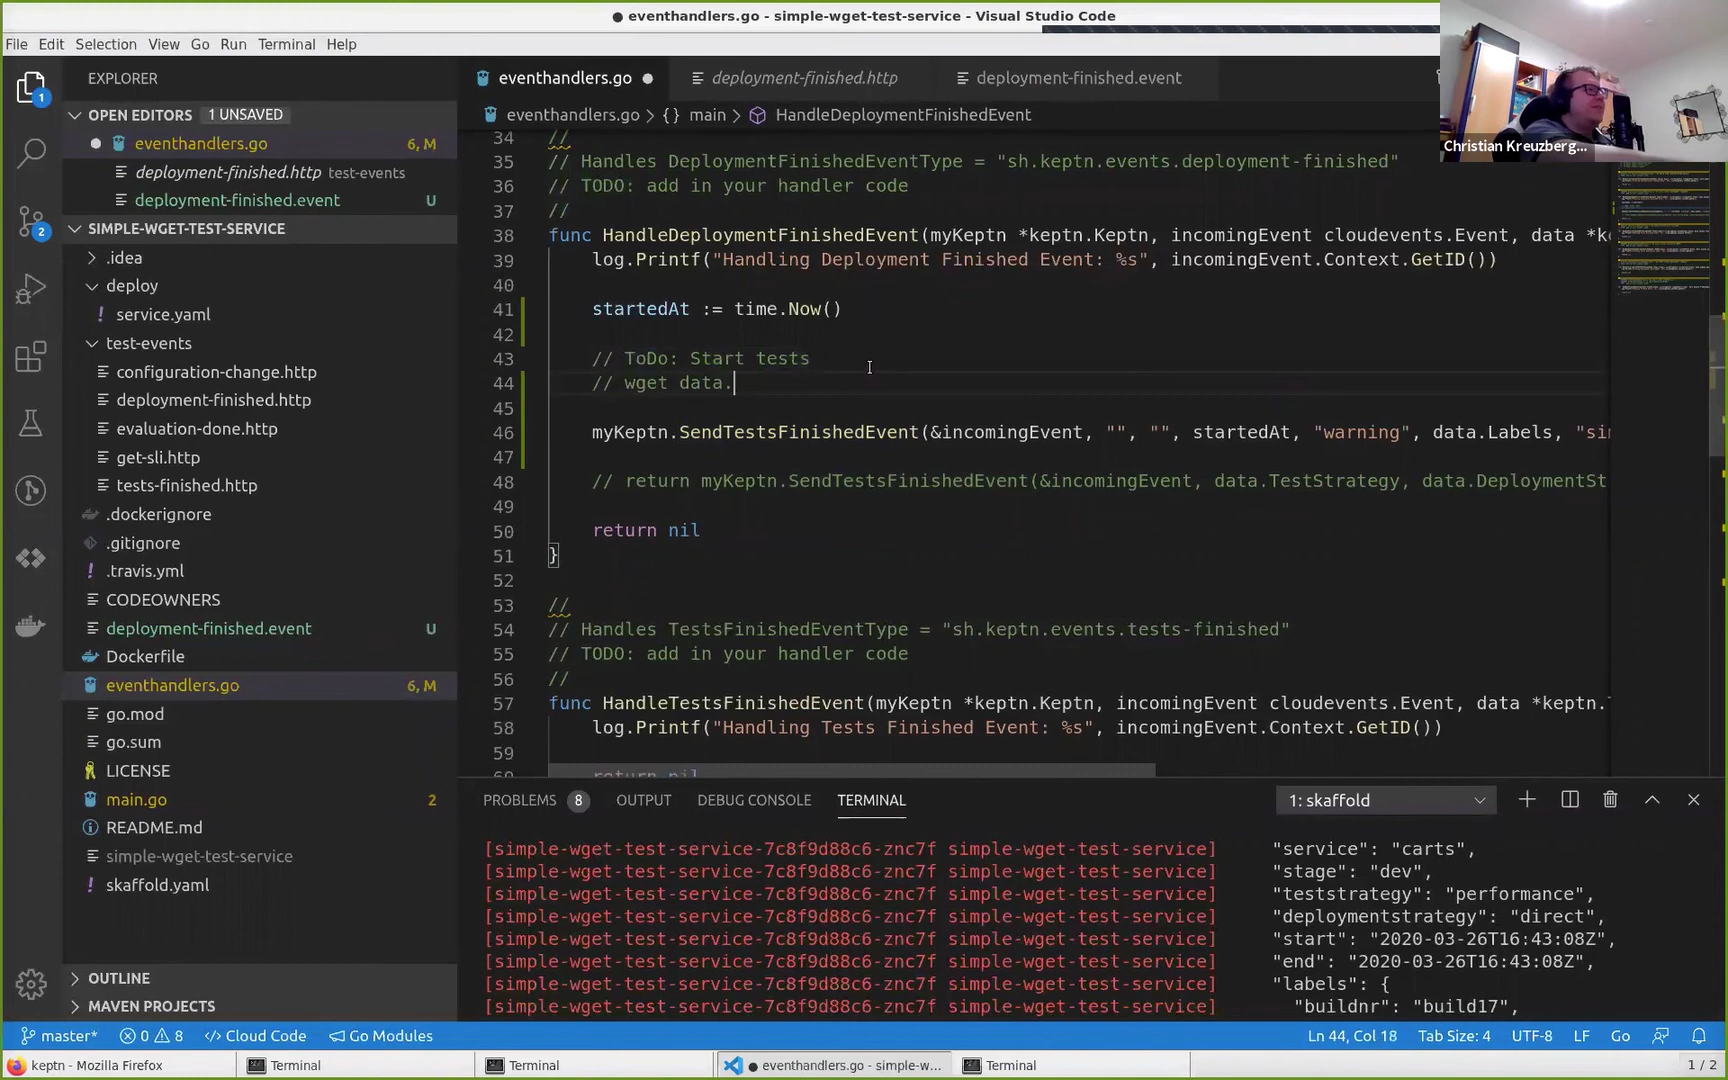 ● eventhandlers.go - simple-wget-test-service - Visual Studio Code
File Edit Selection View Go Run Terminal Help
Christian Kreuzberg...
EXPLORER
OPEN EDITORS 1 UNSAVED
eventhandlers.go 6, M
deployment-finished.http test-events
deployment-finished.event U
SIMPLE-WGET-TEST-SERVICE
.idea
deploy
service.yaml
test-events
configuration-change.http
deployment-finished.http
evaluation-done.http
get-sli.http
tests-finished.http
.dockerignore
.gitignore
.travis.yml
CODEOWNERS
deployment-finished.event U
Dockerfile
eventhandlers.go 6, M
go.mod
go.sum
LICENSE
main.go 2
README.md
simple-wget-test-service
skaffold.yaml
OUTLINE
MAVEN PROJECTS
1
2
eventhandlers.go ● deployment-finished.http deployment-finished.event
eventhandlers.go > {} main > HandleDeploymentFinishedEvent
34 //
35 // Handles DeploymentFinishedEventType = "sh.keptn.events.deployment-finished"
36 // TODO: add in your handler code
37 //
38 func HandleDeploymentFinishedEvent(myKeptn *keptn.Keptn, incomingEvent cloudevents.Event, data *ke
39 log.Printf("Handling Deployment Finished Event: %s", incomingEvent.Context.GetID())
40
41 startedAt := time.Now()
42
43 // ToDo: Start tests
44 // wget data.
45
46 myKeptn.SendTestsFinishedEvent(&incomingEvent, "", "", startedAt, "warning", data.Labels, "sim
47
48 // return myKeptn.SendTestsFinishedEvent(&incomingEvent, data.TestStrategy, data.DeploymentSt
49
50 return nil
51 }
52
53 //
54 // Handles TestsFinishedEventType = "sh.keptn.events.tests-finished"
55 // TODO: add in your handler code
56 //
57 func HandleTestsFinishedEvent(myKeptn *keptn.Keptn, incomingEvent cloudevents.Event, data *keptn.T
58 log.Printf("Handling Tests Finished Event: %s", incomingEvent.Context.GetID())
59
60 return nil
PROBLEMS 8 OUTPUT DEBUG CONSOLE TERMINAL 1: skaffold
[simple-wget-test-service-7c8f9d88c6-znc7f simple-wget-test-service] "service": "carts",
[simple-wget-test-service-7c8f9d88c6-znc7f simple-wget-test-service] "stage": "dev",
[simple-wget-test-service-7c8f9d88c6-znc7f simple-wget-test-service] "teststrategy": "performance",
[simple-wget-test-service-7c8f9d88c6-znc7f simple-wget-test-service] "deploymentstrategy": "direct",
[simple-wget-test-service-7c8f9d88c6-znc7f simple-wget-test-service] "start": "2020-03-26T16:43:08Z",
[simple-wget-test-service-7c8f9d88c6-znc7f simple-wget-test-service] "end": "2020-03-26T16:43:08Z",
[simple-wget-test-service-7c8f9d88c6-znc7f simple-wget-test-service] "labels": {
[simple-wget-test-service-7c8f9d88c6-znc7f simple-wget-test-service] "buildnr": "build17",
master* 0 8 Cloud Code Go Modules Ln 44, Col 18 Tab Size: 4 UTF-8 LF Go
keptn - Mozilla Firefox Terminal Terminal ● eventhandlers.go - simple-w... Terminal 1 / 2